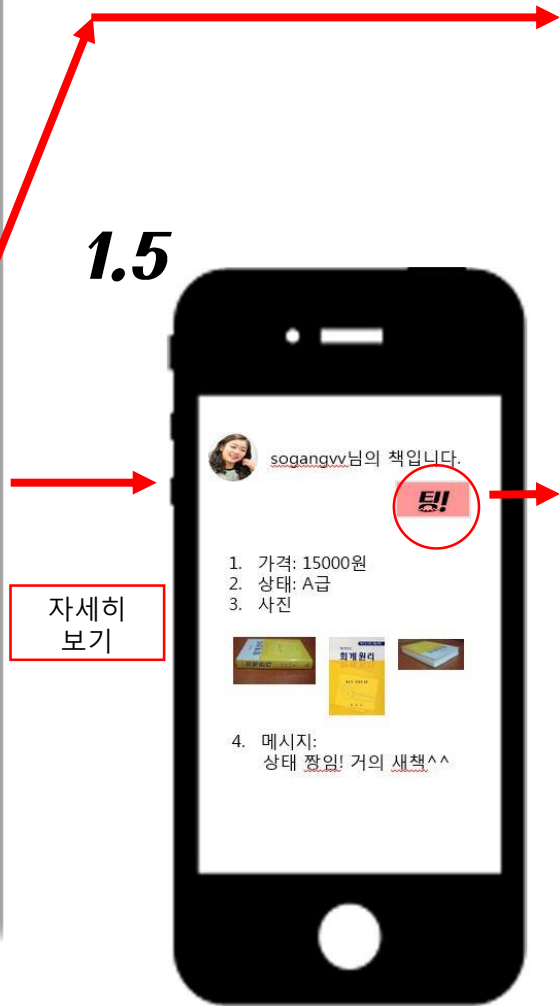 1.5
sogangvv님의 책입니다.
팅!
자세히
보기
1. 가격: 15000원
2. 상태: A급
3. 사진
회계원리
4. 메시지:
상태 짱임! 거의 새책^^